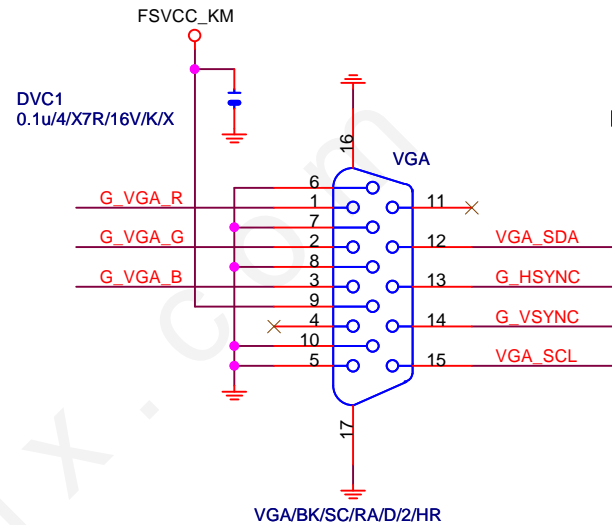 FSVCC_KM
DVC1
0.1u/4/X7R/16V/K/X
16
VGA
6
G_VGA_R 1 11
7
G_VGA_G 2 12 VGA_SDA
8
G_VGA_B 3 13 G_HSYNC
9
4 14 G_VSYNC
10
5 15 VGA_SCL
17
VGA/BK/SC/RA/D/2/HR
x.com